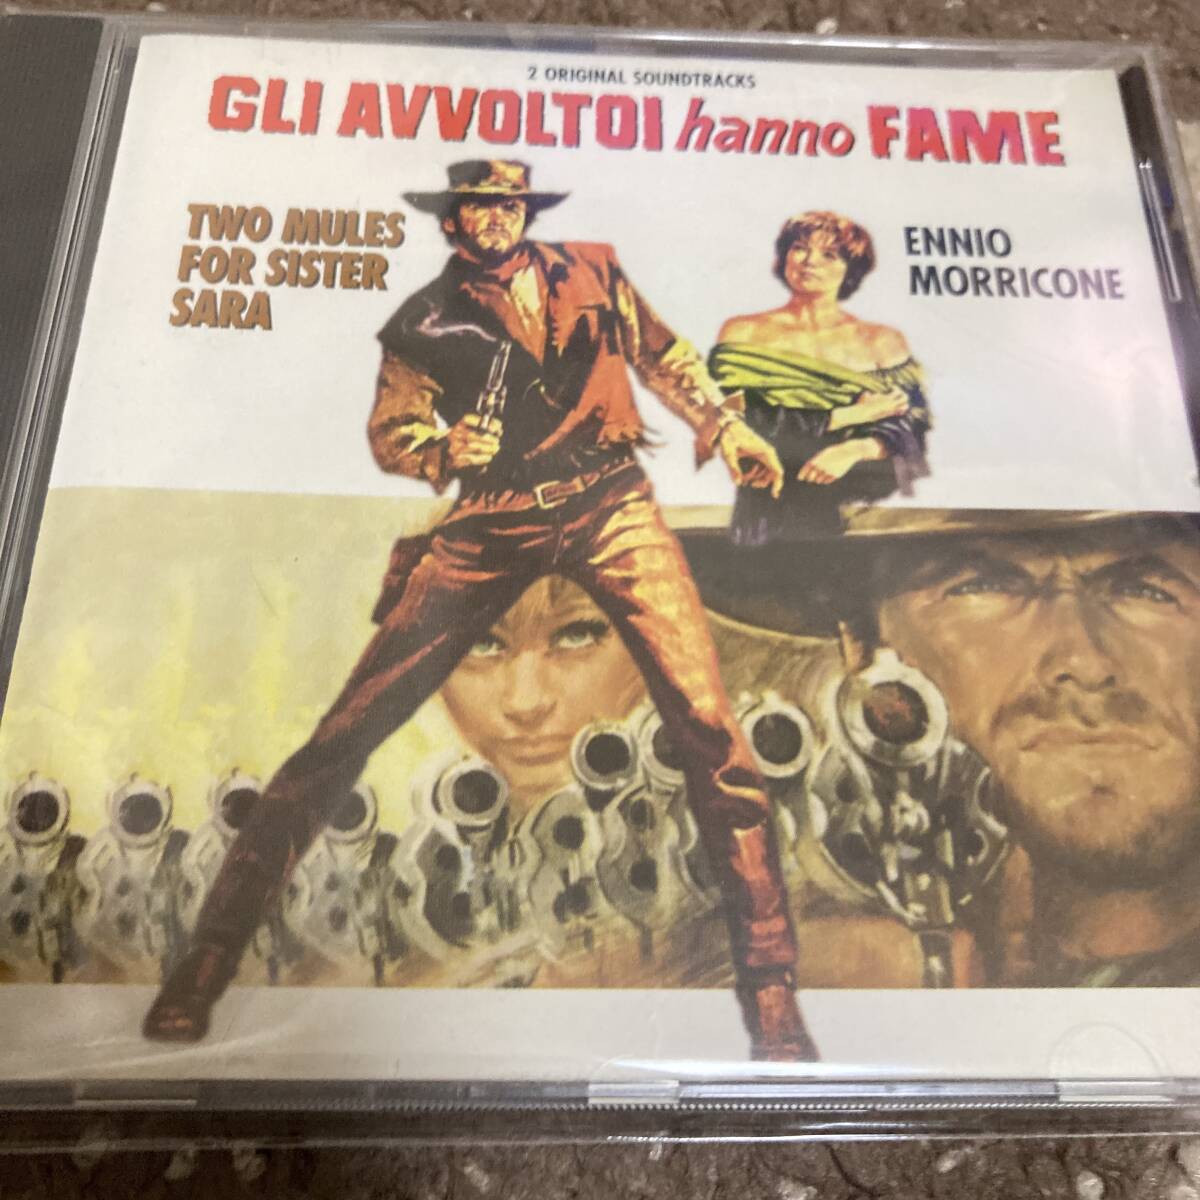 2 ORIGINAL SOUNDTRACKS
GLI AVVOLTOI hanno FAME
TWO MULES
FOR SISTER
SARA
ENNIO
MORRICONE